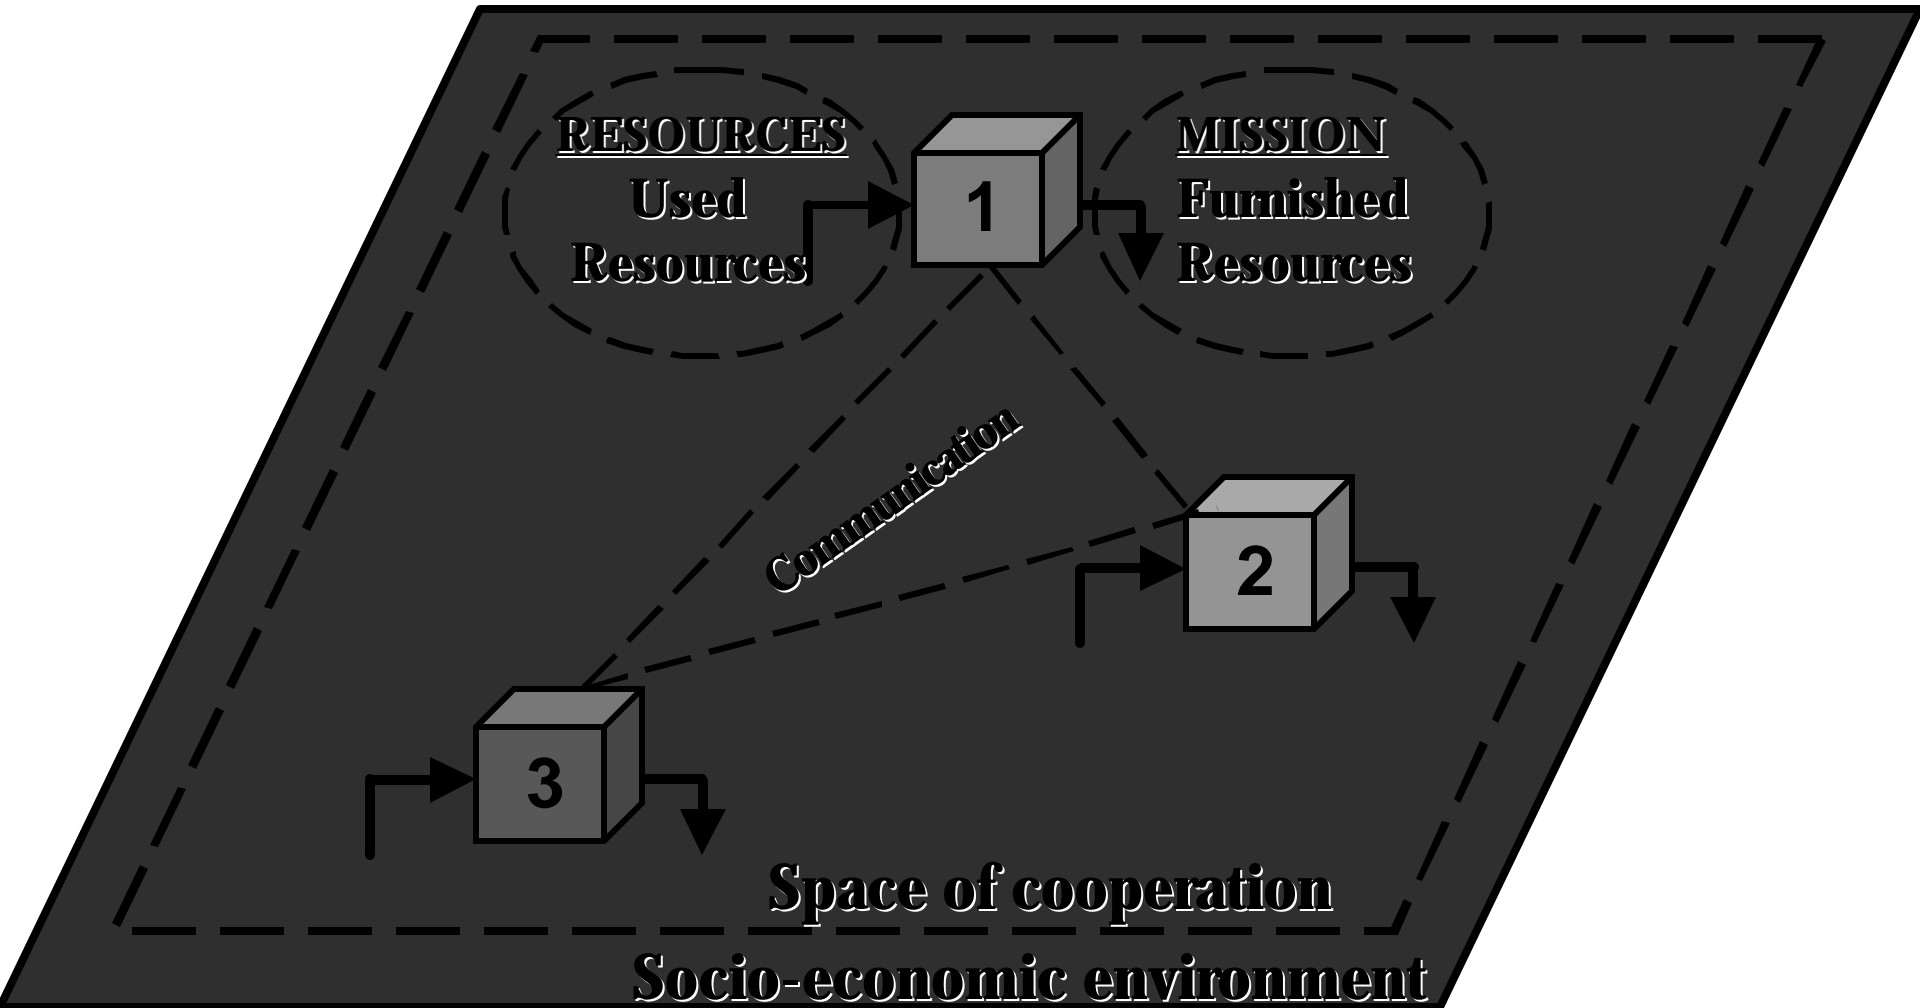 RESOURCES
Used
Resources
1
MISSION
Furnished
Resources
Communication
2
3
Space of cooperation
Socio-economic environment